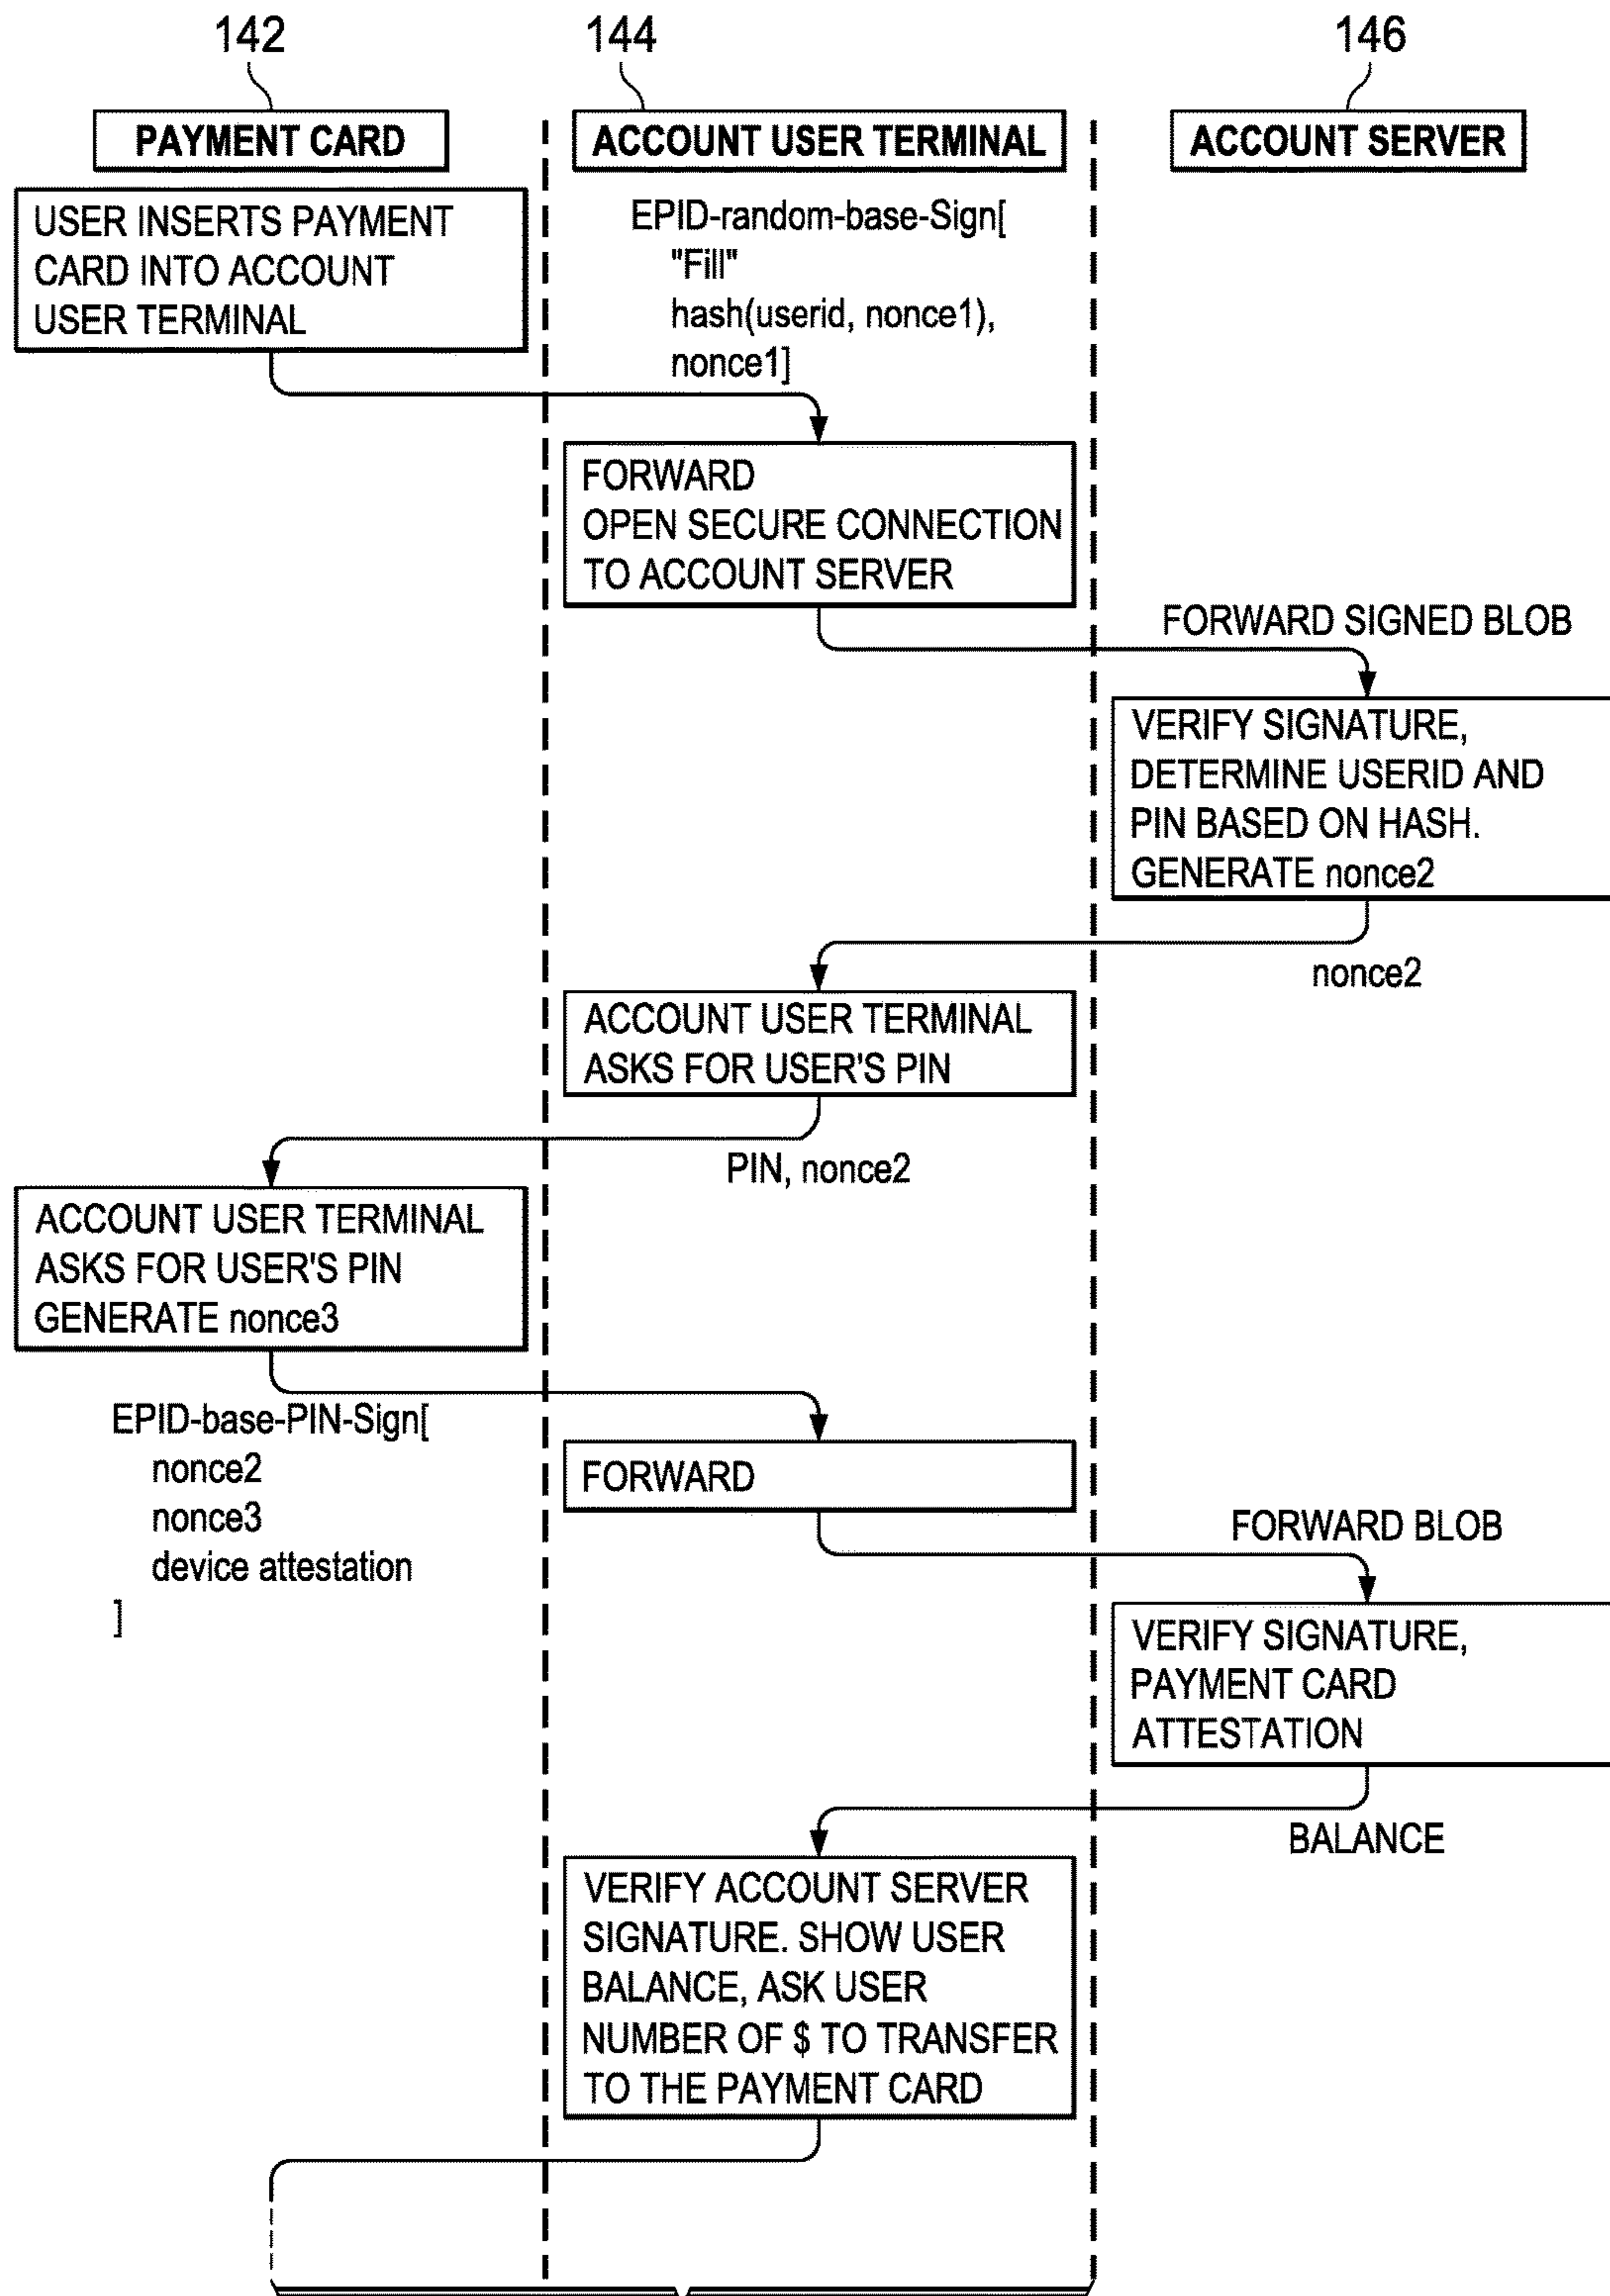 142
144
146
PAYMENT CARD
ACCOUNT USER TERMINAL
ACCOUNT SERVER
USER INSERTS PAYMENT
CARD INTO ACCOUNT
USER TERMINAL
EPID-random-base-Sign[
"Fill"
hash(userid, nonce1),
nonce1]
FORWARD
OPEN SECURE CONNECTION
TO ACCOUNT SERVER
FORWARD SIGNED BLOB
VERIFY SIGNATURE,
DETERMINE USERID AND
PIN BASED ON HASH.
GENERATE nonce2
nonce2
ACCOUNT USER TERMINAL
ASKS FOR USER'S PIN
PIN, nonce2
ACCOUNT USER TERMINAL
ASKS FOR USER'S PIN
GENERATE nonce3
EPID-base-PIN-Sign[
nonce2
nonce3
device attestation
]
FORWARD
FORWARD BLOB
VERIFY SIGNATURE,
PAYMENT CARD
ATTESTATION
BALANCE
VERIFY ACCOUNT SERVER
SIGNATURE. SHOW USER
BALANCE, ASK USER
NUMBER OF $ TO TRANSFER
TO THE PAYMENT CARD